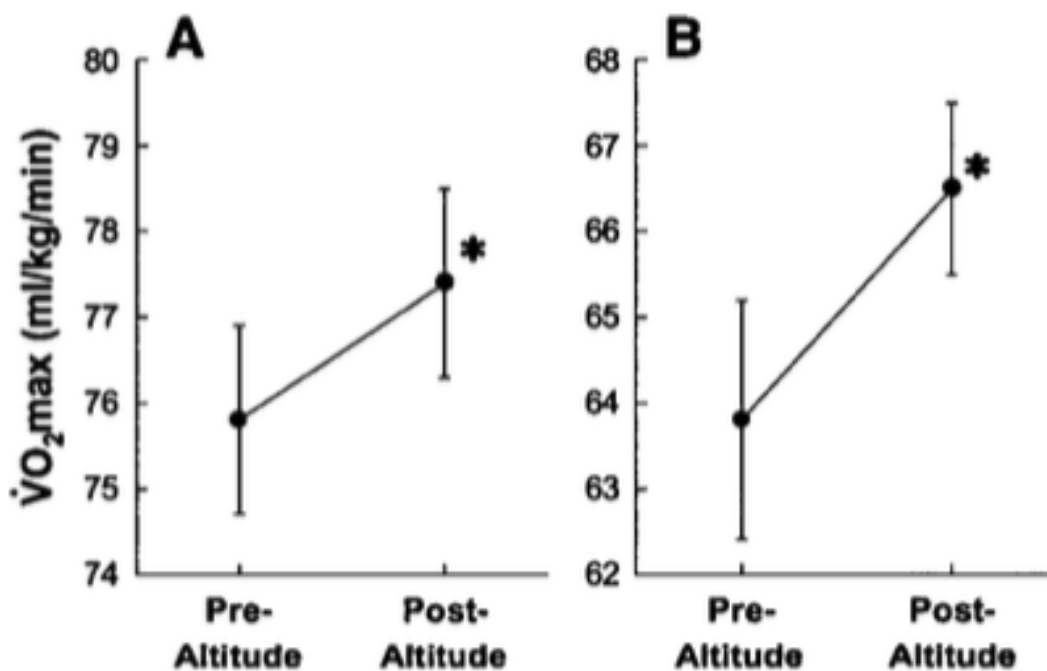 A
B
V̇O₂max (ml/kg/min)
80
79
78
77
76
75
74
68
67
66
65
64
63
62
*
*
Pre-
Altitude
Post-
Altitude
Pre-
Altitude
Post-
Altitude